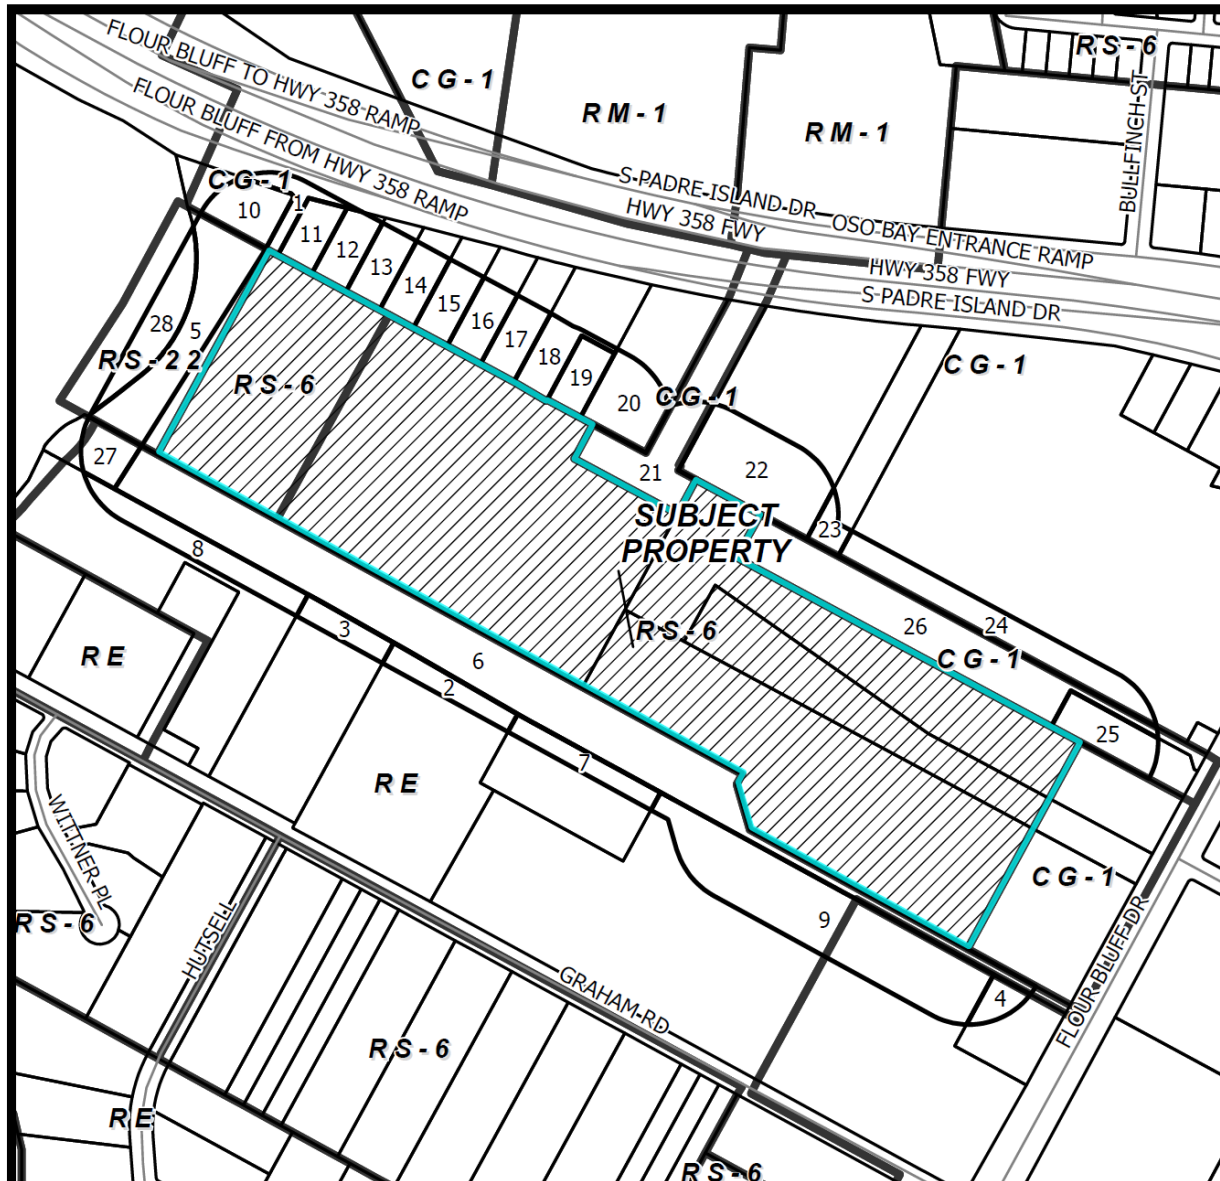 FLOUR BLUFF TO HWY 358 RAMP
FLOUR BLUFF FROM HWY 358 RAMP
CG-1
RM-1
RM-1
RS-6
BULLFINCH ST
S PADRE ISLAND DR
HWY 358 FWY
OSO BAY ENTRANCE RAMP
HWY 358 FWY
S PADRE ISLAND DR
CG-1
10
1
11
12
13
14
15
16
17
18
19
20
28
5
RS-22
RS-6
CG-1
CG-1
21
22
23
27
SUBJECT
PROPERTY
8
3
6
2
7
RS-6
26
24
CG-1
25
RE
RE
WITTNER PL
RS-6
HUTSELL
GRAHAM RD
9
4
CG-1
FLOUR BLUFF DR
RS-6
RE
RS-6